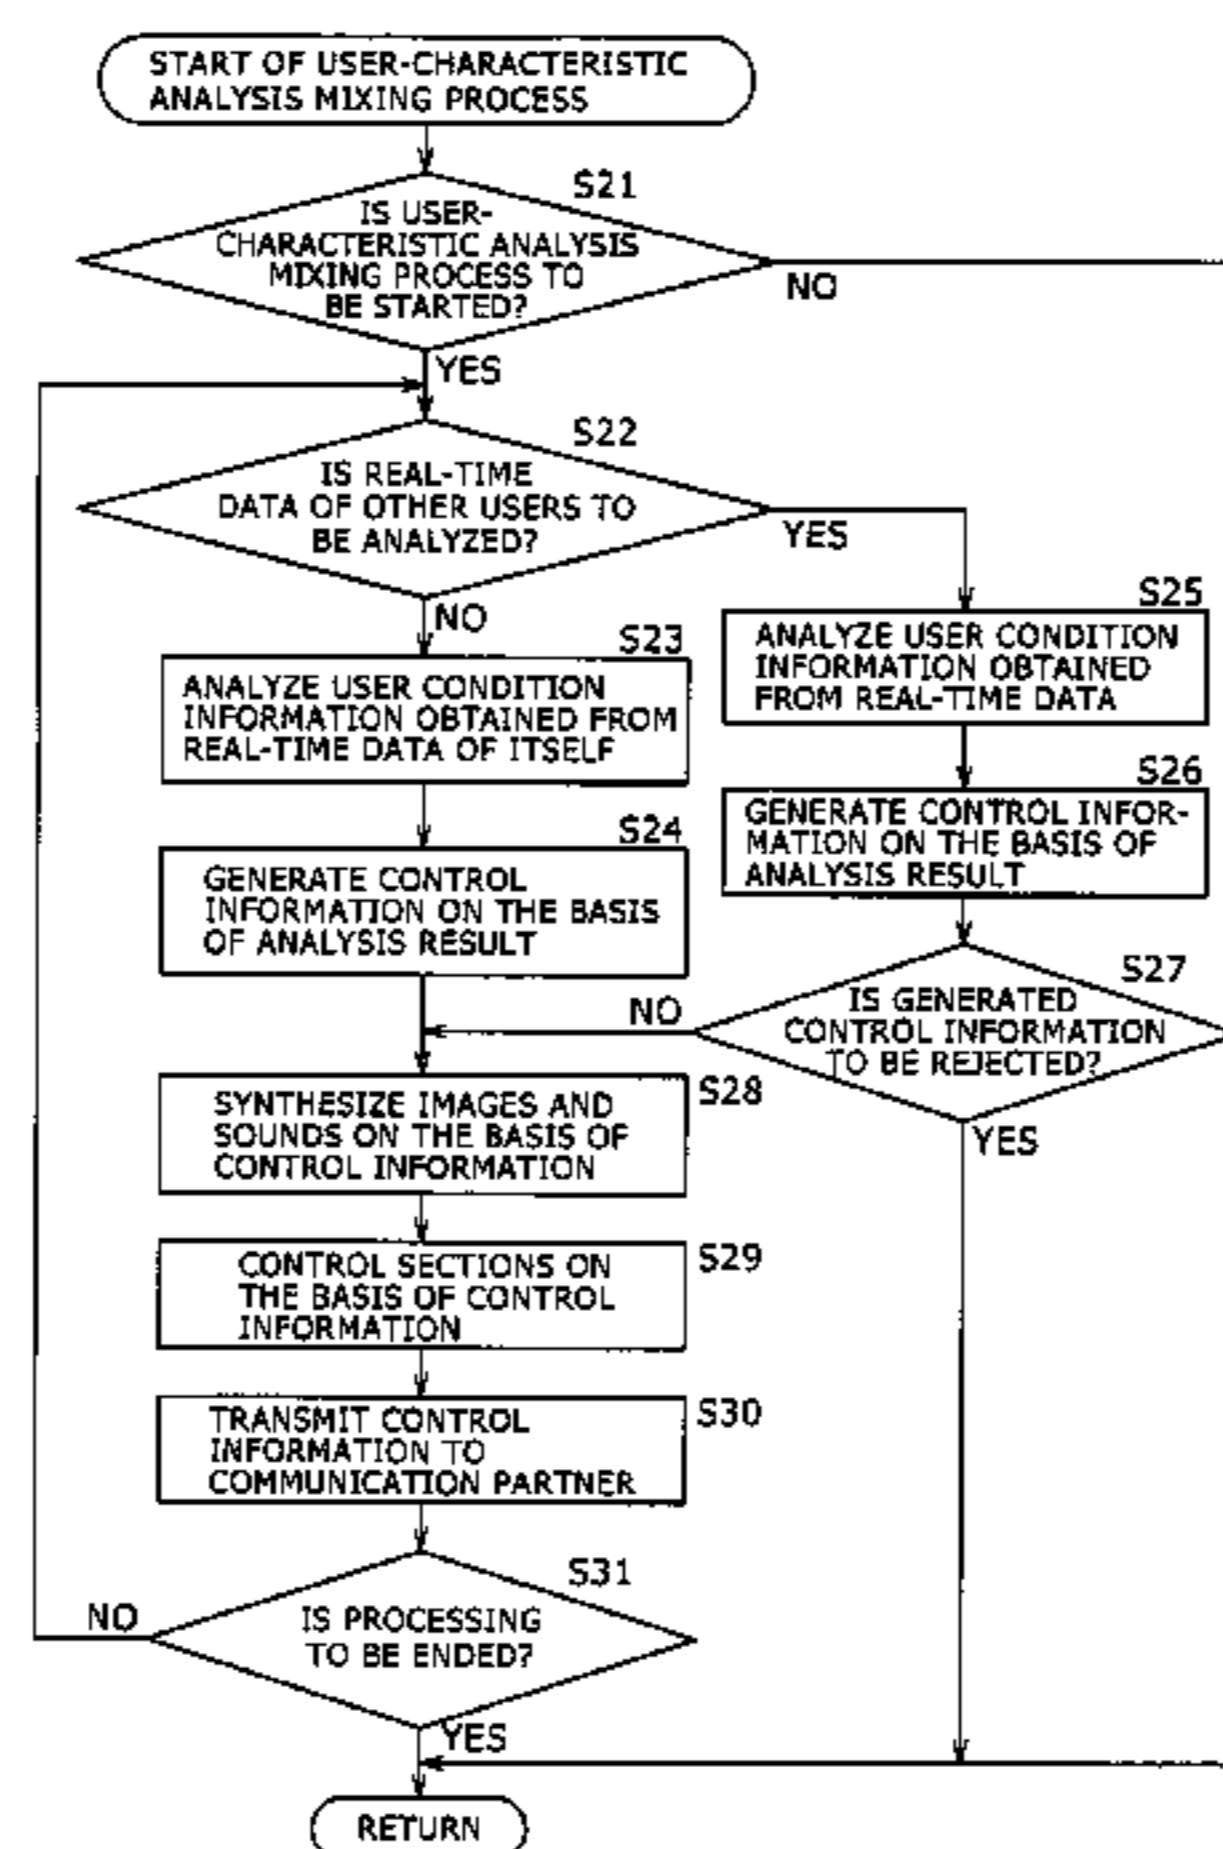 START OF USER-CHARACTERISTIC
ANALYSIS MIXING PROCESS
S21
IS USER-
CHARACTERISTIC ANALYSIS
MIXING PROCESS TO
BE STARTED?
NO
YES
S22
IS REAL-TIME
DATA OF OTHER USERS TO
BE ANALYZED?
YES
NO
S23
ANALYZE USER CONDITION
INFORMATION OBTAINED FROM
REAL-TIME DATA OF ITSELF
S24
GENERATE CONTROL
INFORMATION ON THE BASIS
OF ANALYSIS RESULT
S25
ANALYZE USER CONDITION
INFORMATION OBTAINED
FROM REAL-TIME DATA
S26
GENERATE CONTROL INFOR-
MATION ON THE BASIS OF
ANALYSIS RESULT
S27
IS GENERATED
CONTROL INFORMATION
TO BE REJECTED?
NO
YES
S28
SYNTHESIZE IMAGES AND
SOUNDS ON THE BASIS OF
CONTROL INFORMATION
S29
CONTROL SECTIONS ON
THE BASIS OF CONTROL
INFORMATION
S30
TRANSMIT CONTROL
INFORMATION TO
COMMUNICATION PARTNER
S31
IS PROCESSING
TO BE ENDED?
NO
YES
RETURN